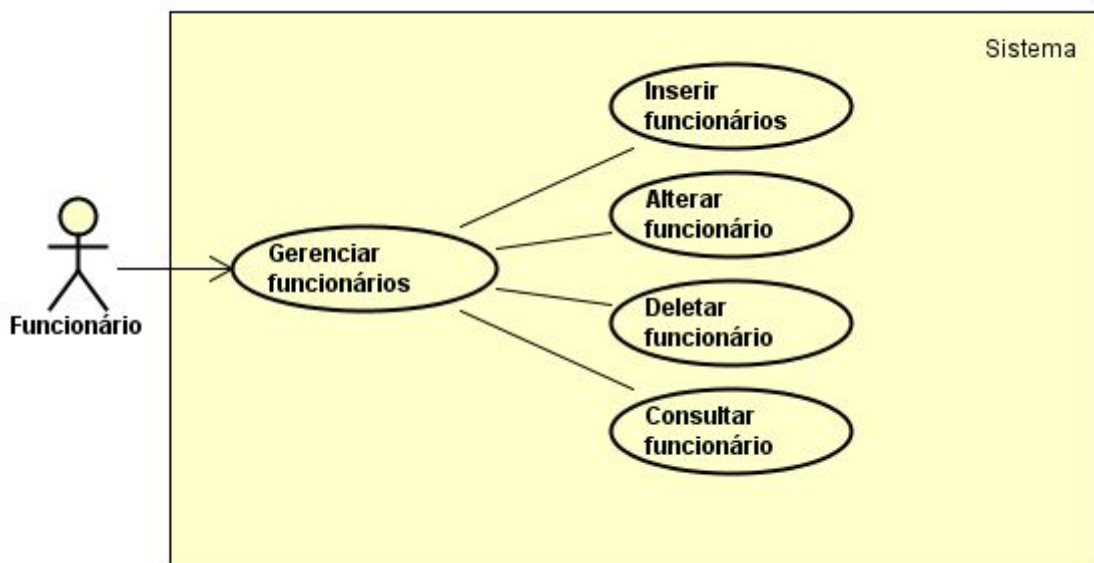 Sistema
Inserir
funcionários
Alterar
funcionário
Gerenciar
funcionários
Funcionário
Deletar
funcionário
Consultar
funcionário